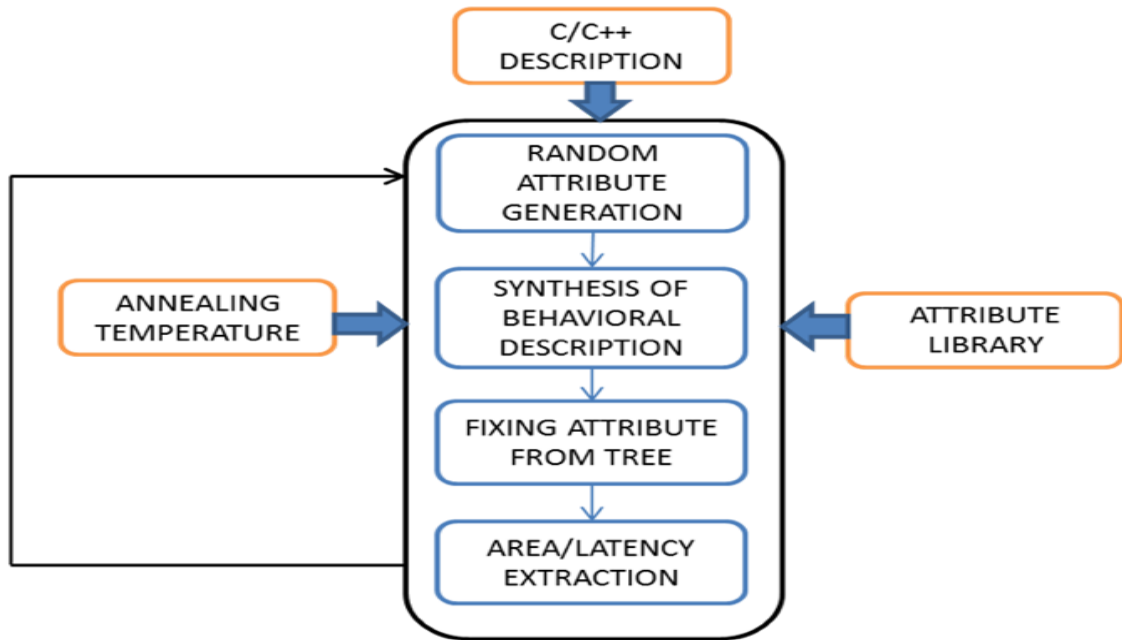 C/C++
DESCRIPTION
RANDOM
ATTRIBUTE
GENERATION
ANNEALING
TEMPERATURE
SYNTHESIS OF
BEHAVIORAL
DESCRIPTION
ATTRIBUTE
LIBRARY
FIXING ATTRIBUTE
FROM TREE
AREA/LATENCY
EXTRACTION